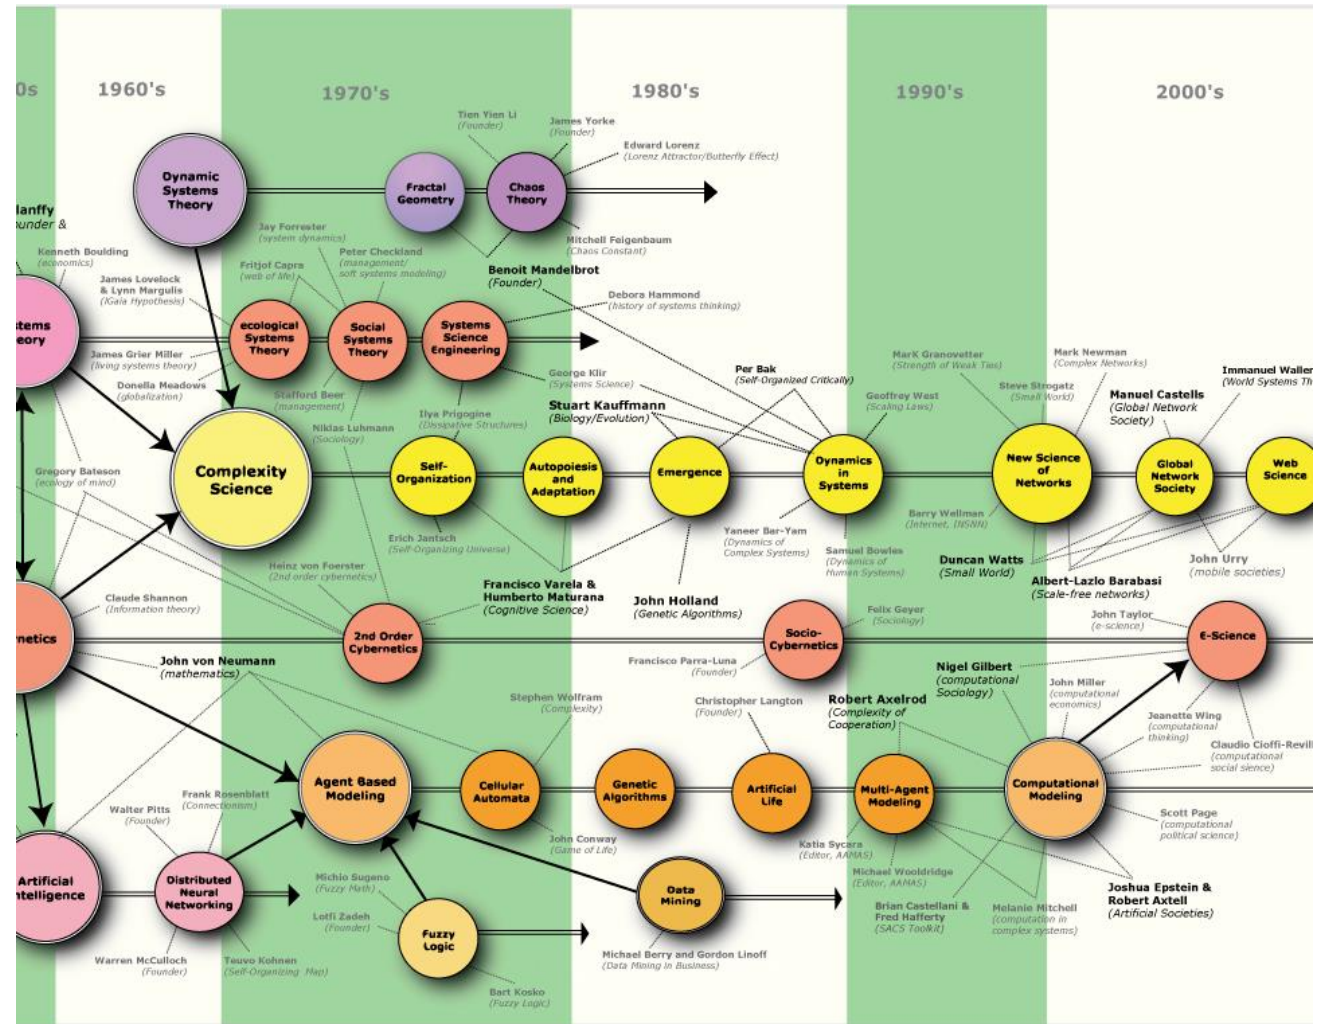 0s
1960's
1970's
1980's
1990's
2000's
Tien Yien Li
(Founder)
James Yorke
(Founder)
Edward Lorenz
(Lorenz Attractor/Butterfly Effect)
Dynamic
Systems
Theory
Fractal
Geometry
Chaos
Theory
lanffy
ounder &
Kenneth Boulding
(economics)
Jay Forrester
(system dynamics)
Peter Checkland
(management/
soft systems modeling)
Mitchell Feigenbaum
(Chaos Constant)
Fritjof Capra
(web of life)
Benoit Mandelbrot
(Founder)
James Lovelock
& Lynn Margulis
(IGaia Hypothesis)
Debora Hammond
(history of systems thinking)
stems
eory
ecological
Systems
Theory
Social
Systems
Theory
Systems
Science
Engineering
James Grier Miller
(living systems theory)
Donella Meadows
(globalization)
Stafford Beer
(management)
George Klir
(Systems Science)
Per Bak
(Self-Organized Critically)
MarK Granovetter
(Strength of Weak Ties)
Mark Newman
(Complex Networks)
Immanuel Waller
(World Systems Th
Steve Strogatz
(Small World)
Geoffrey West
(Scaling Laws)
Manuel Castells
(Global Network
Society)
Stuart Kauffmann
(Biology/Evolution)
Ilya Prigogine
(Dissipative Structures)
Niklas Luhmann
(Sociology)
Gregory Bateson
(ecology of mind)
Complexity
Science
Self-
Organization
Autopoiesis
and
Adaptation
Emergence
Dynamics
in
Systems
New Science
of
Networks
Global
Network
Society
Web
Science
Erich Jantsch
(Self-Organizing Universe)
Yaneer Bar-Yam
(Dynamics of
Complex Systems)
Barry Wellman
(Internet, INSNN)
Samuel Bowles
(Dynamics of
Human Systems)
Duncan Watts
(Small World)
Albert-Lazlo Barabasi
(Scale-free networks)
John Urry
(mobile societies)
Heinz von Foerster
(2nd order cybernetics)
Francisco Varela &
Humberto Maturana
(Cognitive Science)
John Holland
(Genetic Algorithms)
Claude Shannon
(Information theory)
rnetics
2nd Order
Cybernetics
Socio-
Cybernetics
Felix Geyer
(Sociology)
John Taylor
(e-science)
E-Science
John von Neumann
(mathematics)
Francisco Parra-Luna
(Founder)
Nigel Gilbert
(computational
Sociology)
John Miller
(computational
economics)
Stephen Wolfram
(Complexity)
Christopher Langton
(Founder)
Robert Axelrod
(Complexity of
Cooperation)
Jeanette Wing
(computational
thinking)
Claudio Cioffi-Revill
(computational
social sience)
Agent Based
Modeling
Cellular
Automata
Genetic
Algorithms
Artificial
Life
Multi-Agent
Modeling
Computational
Modeling
Frank Rosenblatt
(Connectionism)
Walter Pitts
(Founder)
John Conway
(Game of Life)
Katia Sycara
(Editor, AAMAS)
Scott Page
(computational
political science)
Michael Wooldridge
(Editor, AAMAS)
Artificial
ntelligence
Distributed
Neural
Networking
Michio Sugeno
(Fuzzy Math)
Lotfi Zadeh
(Founder)
Fuzzy
Logic
Data
Mining
Brian Castellani &
Fred Hafferty
(SACS Toolkit)
Melanie Mitchell
(computation in
complex systems)
Joshua Epstein &
Robert Axtell
(Artificial Societies)
Warren McCulloch
(Founder)
Teuvo Kohnen
(Self-Organizing Map)
Michael Berry and Gordon Linoff
(Data Mining in Business)
Bart Kosko
(Fuzzy Logic)